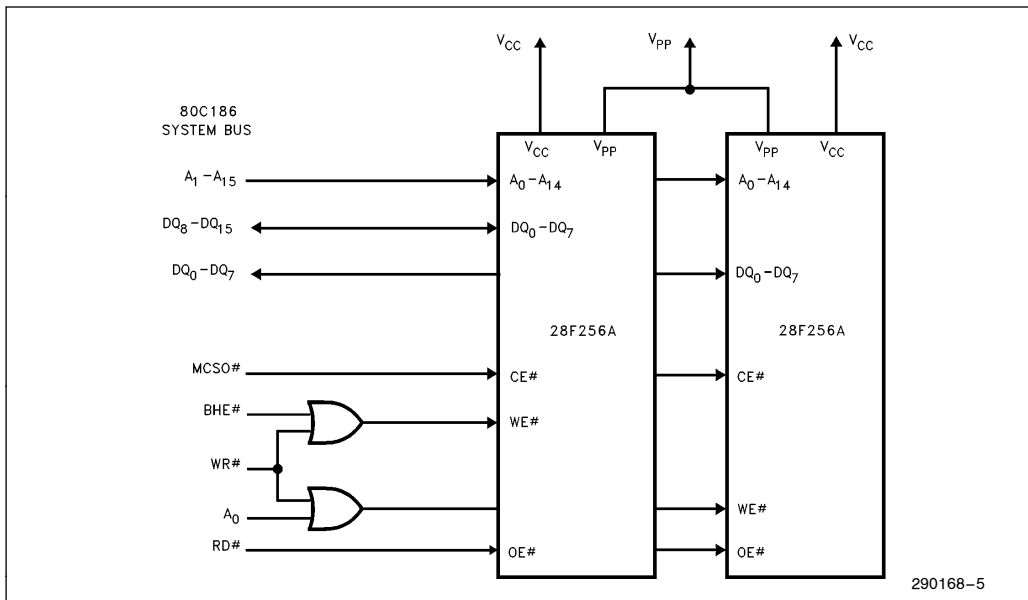 V_CC V_PP V_CC
80C186
SYSTEM BUS
V_CC V_PP V_PP V_CC
A_1 –A_15 A_0–A_14 A_0–A_14
DQ_8–DQ_15 DQ_0–DQ_7
DQ_0–DQ_7 DQ_0–DQ_7
28F256A 28F256A
MCSO# CE# CE#
BHE# WE#
WR#
A_0 WE#
RD# OE# OE#
290168–5